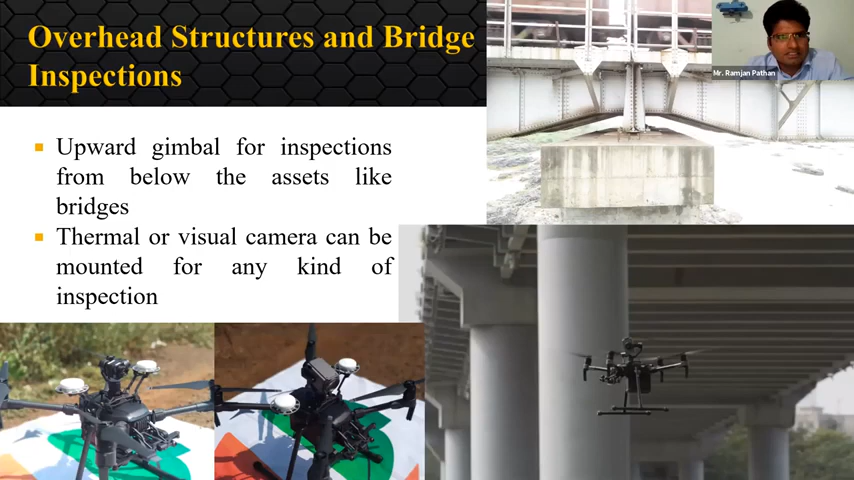 Overhead Structures and Bridge
Inspections
Mr. Ramjan Pathan
Upward gimbal for inspections
from below the assets like
bridges
Thermal or visual camera can be
mounted for any kind of
inspection